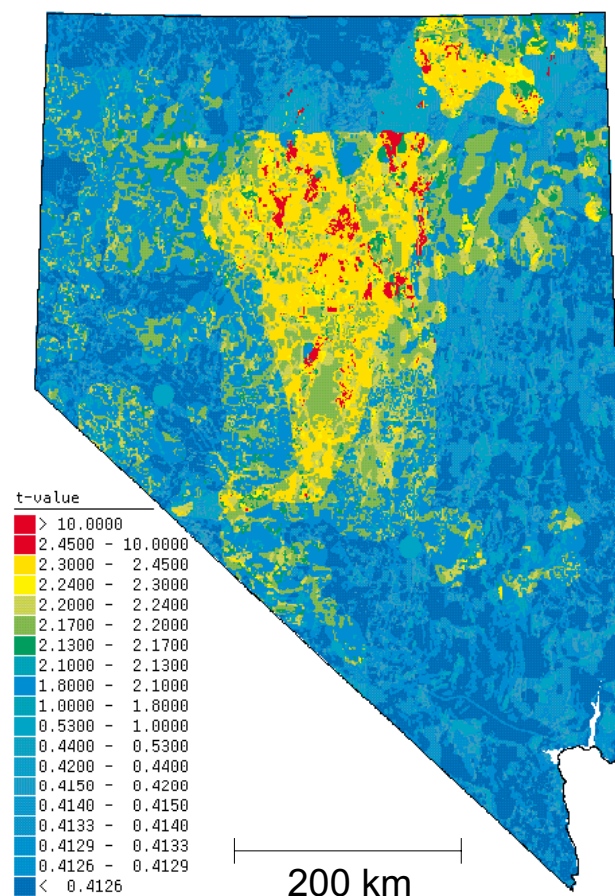 t-value
> 10.0000
2.4500 - 10.0000
2.3000 - 2.4500
2.2400 - 2.3000
2.2000 - 2.2400
2.1700 - 2.2000
2.1300 - 2.1700
2.1000 - 2.1300
1.8000 - 2.1000
1.0000 - 1.8000
0.5300 - 1.0000
0.4400 - 0.5300
0.4200 - 0.4400
0.4150 - 0.4200
0.4140 - 0.4150
0.4133 - 0.4140
0.4129 - 0.4133
0.4126 - 0.4129
< 0.4126
200 km